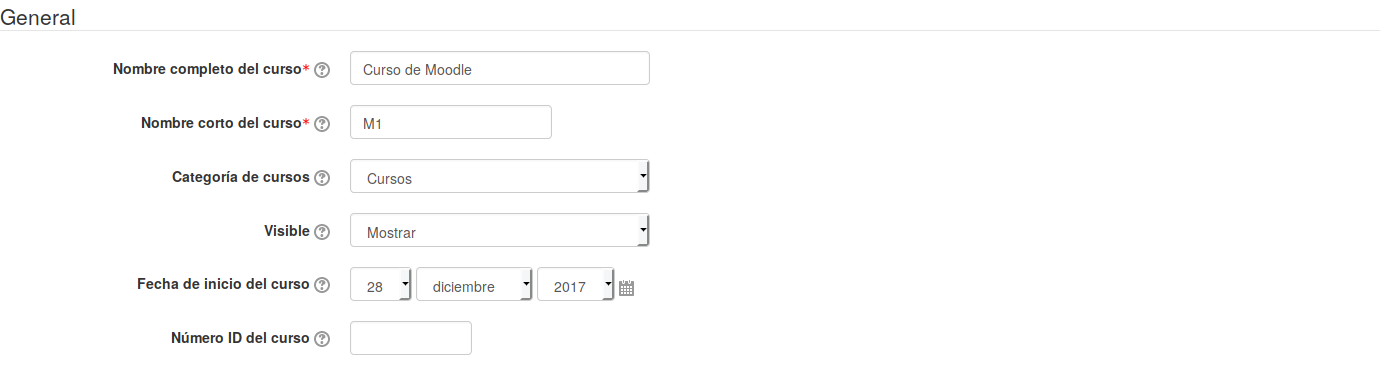 General
Nombre completo del curso* Curso de Moodle
Nombre corto del curso* M1
Categoría de cursos Cursos
Visible Mostrar
Fecha de inicio del curso 28 diciembre 2017
Número ID del curso